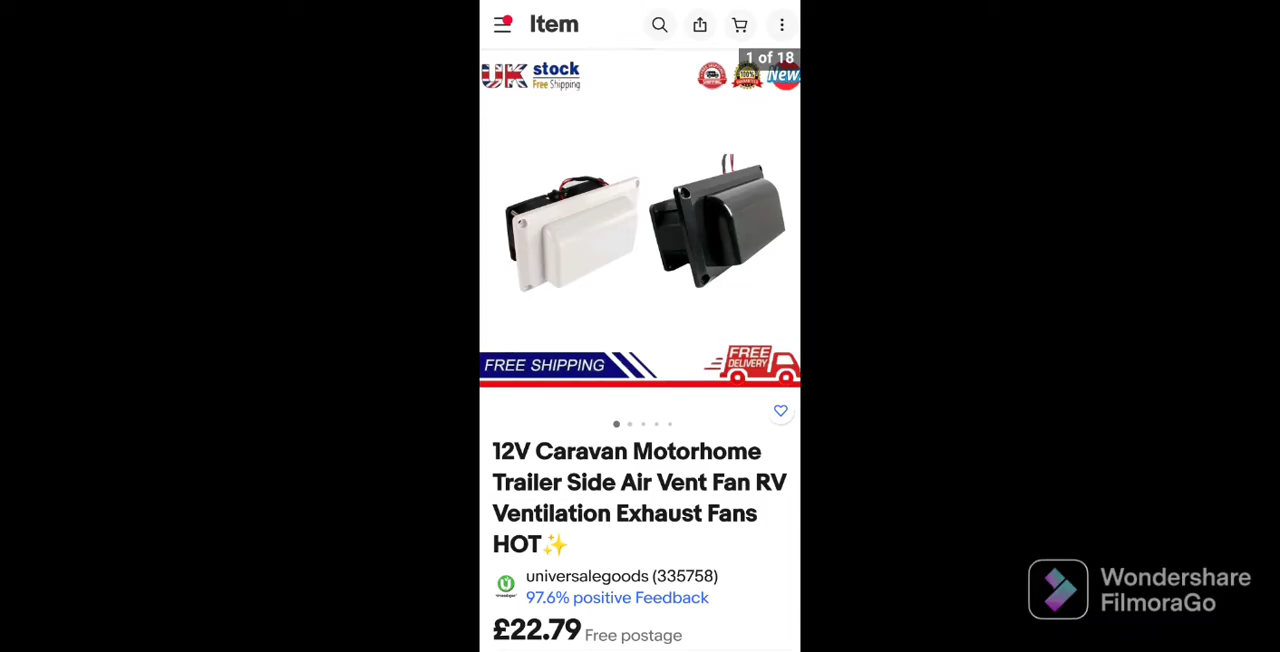 Item
1 of 18
UK stock
Free Shipping
100%
New
FREE SHIPPING
FREE
DELIVERY
12V Caravan Motorhome
Trailer Side Air Vent Fan RV
Ventilation Exhaust Fans
HOT✨
universalegoods (335758)
97.6% positive Feedback
£22.79 Free postage
Wondershare
FilmoraGo